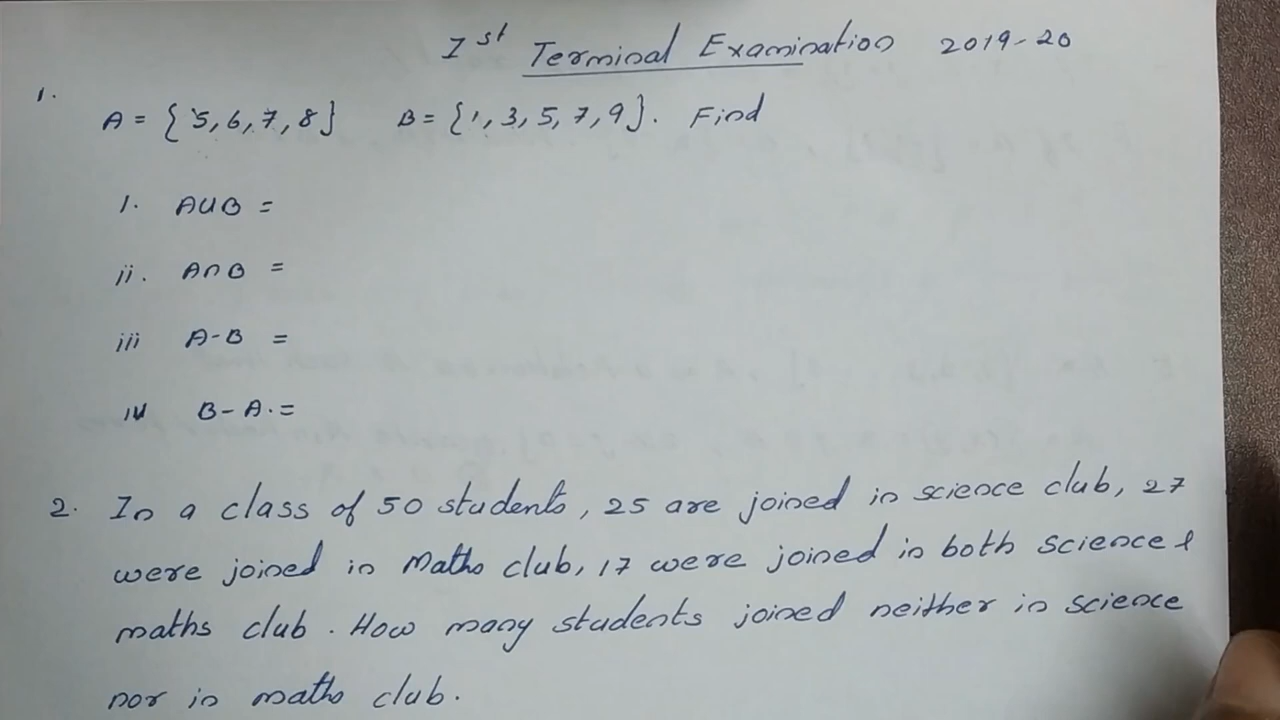 Ist Terminal Examination 2019-20
1.
A = {5, 6, 7, 8} B = {1, 3, 5, 7, 9}. Find
1. A∪B =
ii. A∩B =
iii A-B =
iv B-A. =
2. In a class of 50 students, 25 are joined in science club, 27
were joined in Maths club, 17 were joined in both science &
maths club. How many students joined neither in science
nor in maths club.